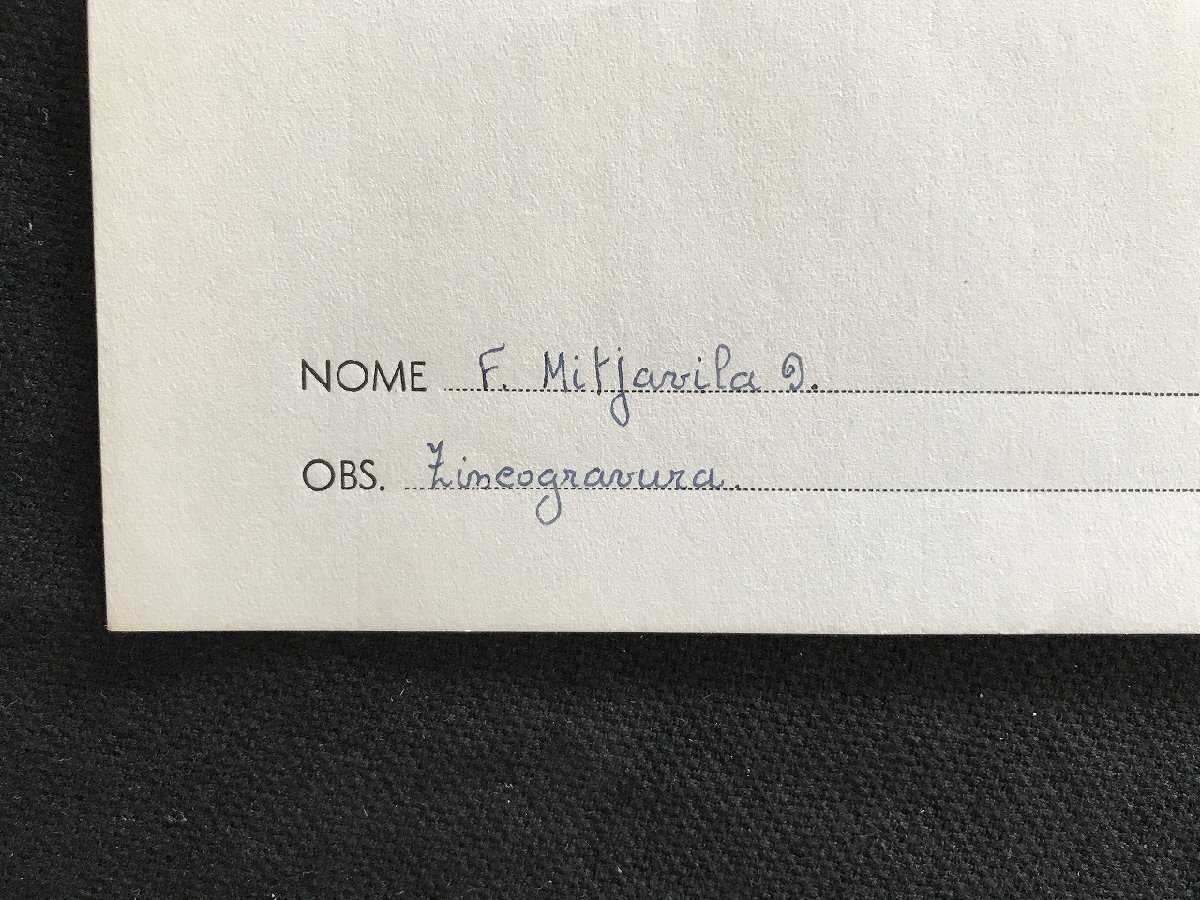 NOME F. Mitjavila D.
OBS. Zincogravura.